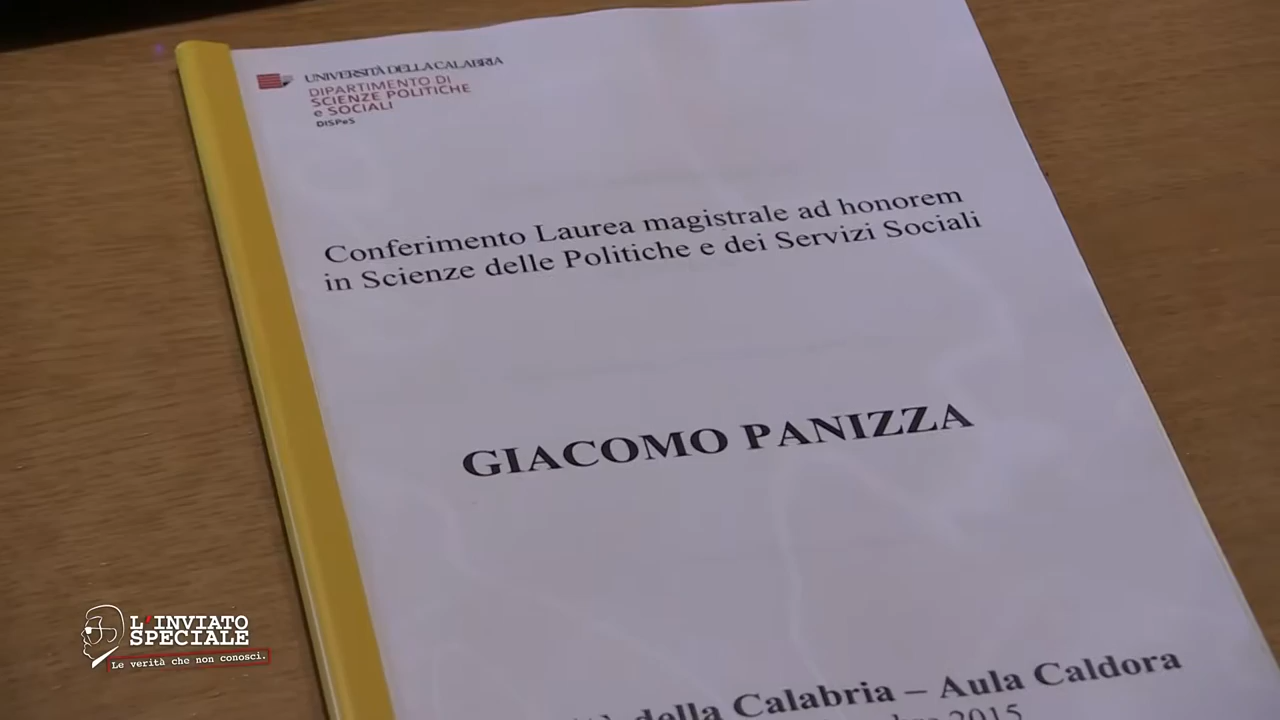 UNIVERSITÀ DELLA CALABRIA
DIPARTIMENTO DI
SCIENZE POLITICHE
e SOCIALI
DISPeS
Conferimento Laurea magistrale ad honorem
in Scienze delle Politiche e dei Servizi Sociali
GIACOMO PANIZZA
della Calabria – Aula Caldora
2015
L'INVIATO
SPECIALE
Le verità che non conosci.